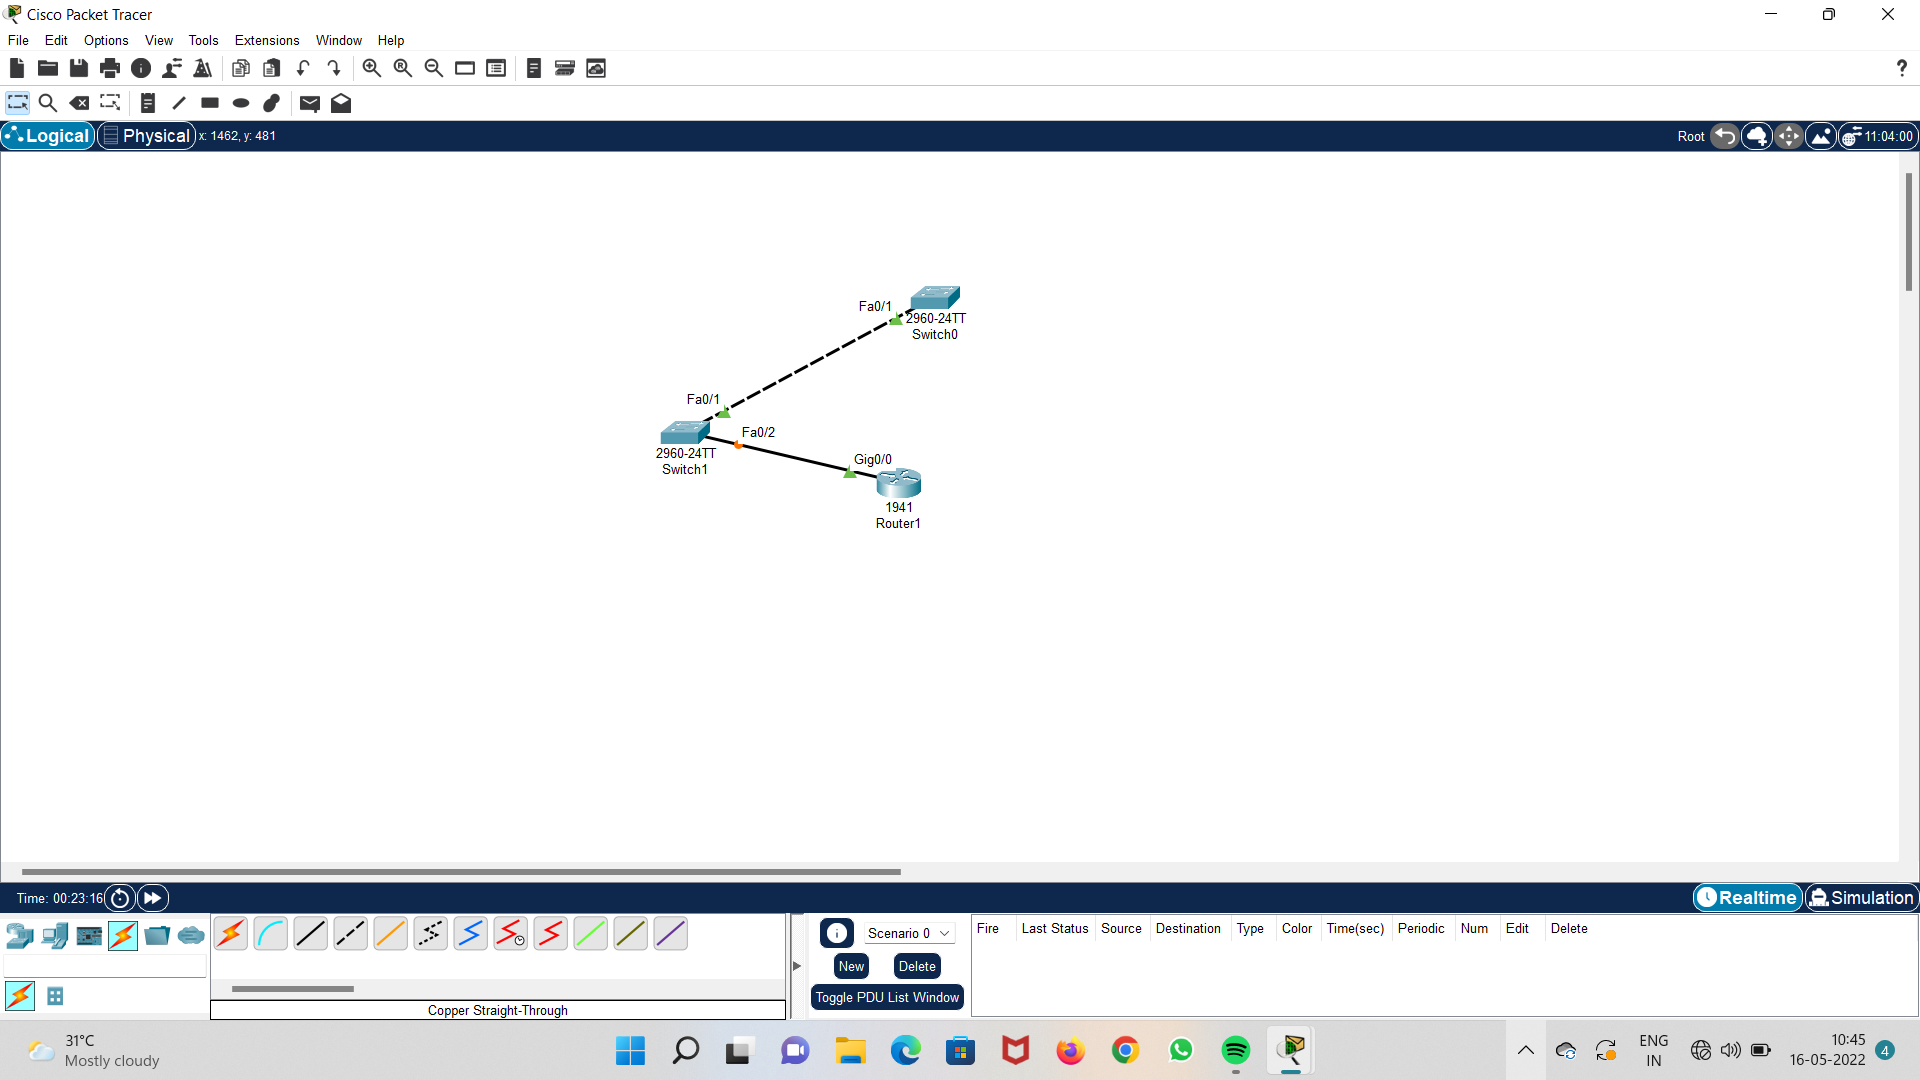 Cisco Packet Tracer
File Edit Options View Tools Extensions Window Help
Logical Physical x: 1462, y: 481 Root 11:04:00
Fa0/1
2960-24TT
Switch0
Fa0/1
Fa0/2
2960-24TT
Switch1
Gig0/0
1941
Router1
Time: 00:23:16 Realtime Simulation
Scenario 0
New Delete
Toggle PDU List Window
Fire Last Status Source Destination Type Color Time(sec) Periodic Num Edit Delete
Copper Straight-Through
31°C
Mostly cloudy
ENG
IN
10:45
16-05-2022
4